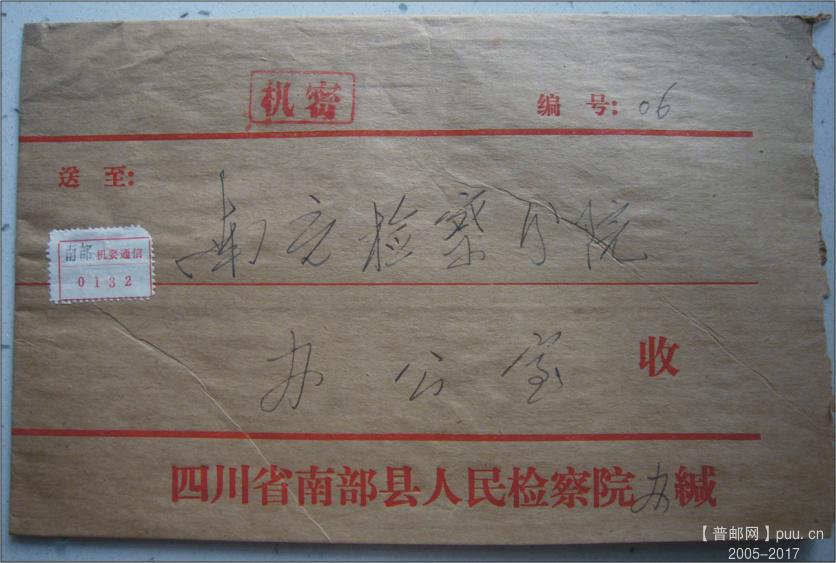 机密
编 号: 06
送 至:
南充检察分院
南部 机要通信
0132
办公室 收
四川省南部县人民检察院办缄
【普邮网】puu.cn
2005-2017